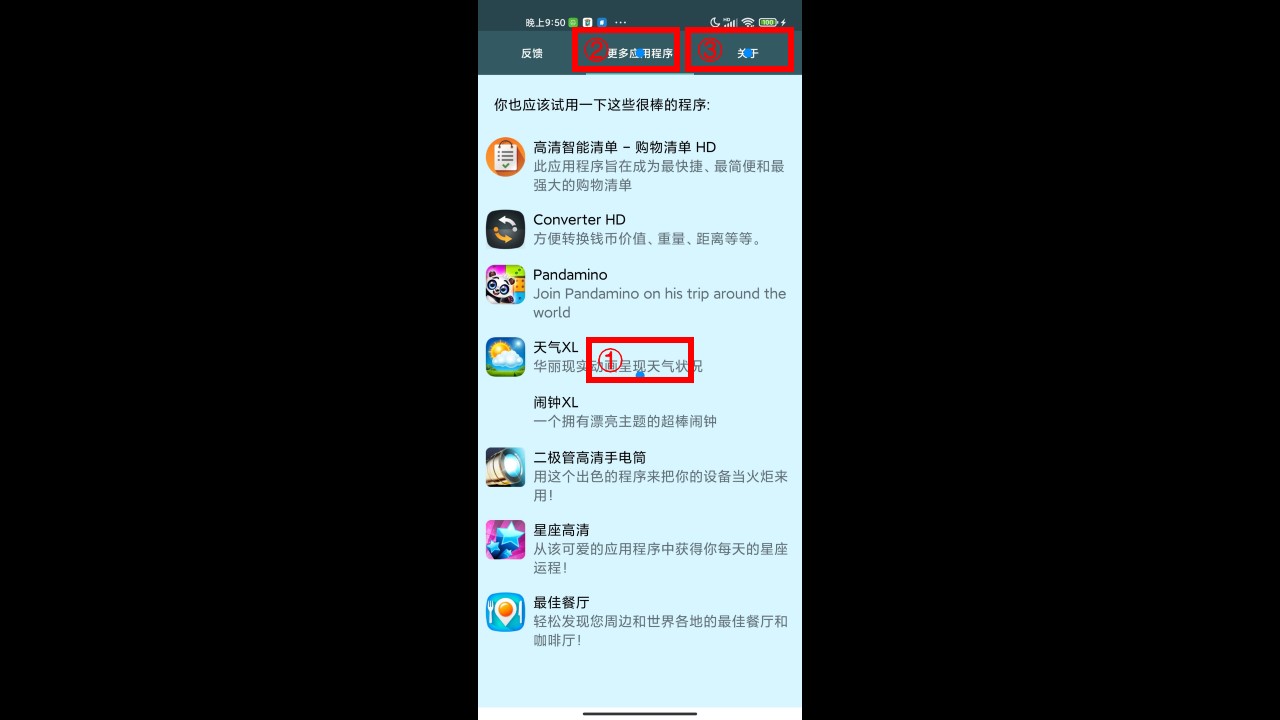 晚上9:50
100
反馈
②更多应用程序
③关于
你也应该试用一下这些很棒的程序:
高清智能清单 – 购物清单 HD
此应用程序旨在成为最快捷、最简便和最
强大的购物清单
Converter HD
方便转换钱币价值、重量、距离等等。
Pandamino
Join Pandamino on his trip around the
world
天气XL
①
华丽现实动画呈现天气状况
闹钟XL
一个拥有漂亮主题的超棒闹钟
二极管高清手电筒
用这个出色的程序来把你的设备当火炬来
用!
星座高清
从该可爱的应用程序中获得你每天的星座
运程!
最佳餐厅
轻松发现您周边和世界各地的最佳餐厅和
咖啡厅!